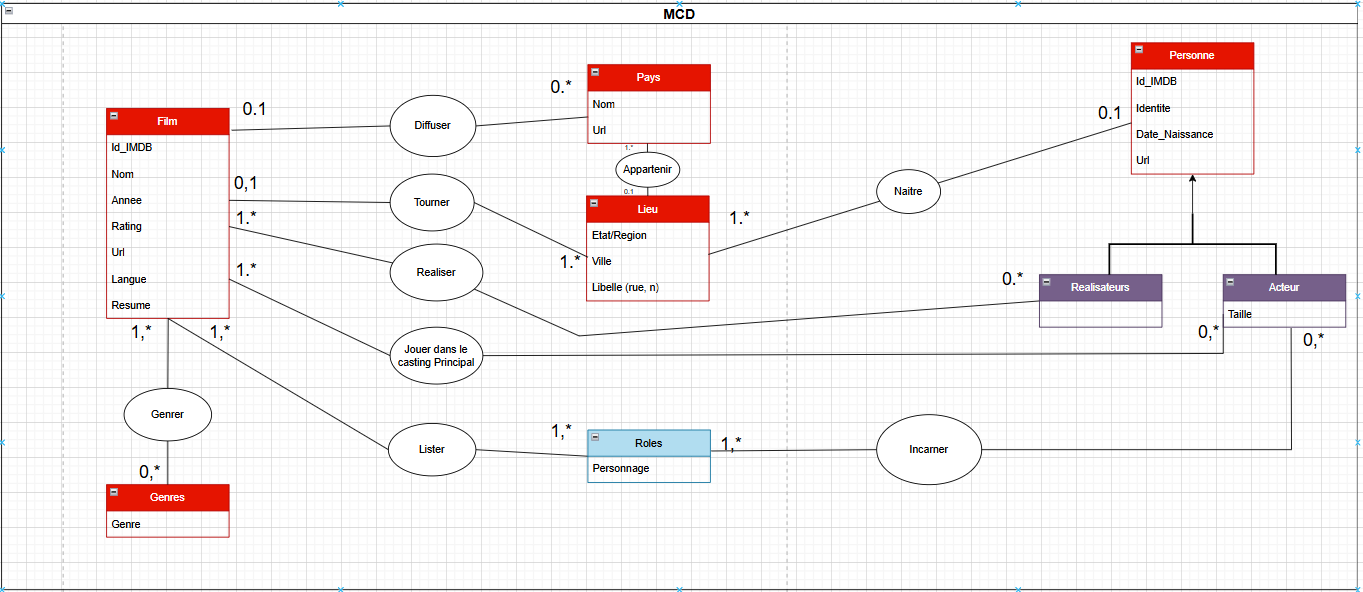 MCD
Film
Id_IMDB
Nom
Annee
Rating
Url
Langue
Resume
0.1
Diffuser
0.*
Pays
Nom
Url
1.*
Appartenir
0.1
Lieu
Etat/Region
Ville
Libelle (rue, n)
0,1
Tourner
1.*
1.*
Realiser
0.*
1.*
Jouer dans le
casting Principal
0,*
1.*
Naitre
0.1
Personne
Id_IMDB
Identite
Date_Naissance
Url
Realisateurs
Acteur
Taille
0,*
1,*
1,*
Genrer
0,*
Genres
Genre
Lister
1,*
Roles
Personnage
1,*
Incarner